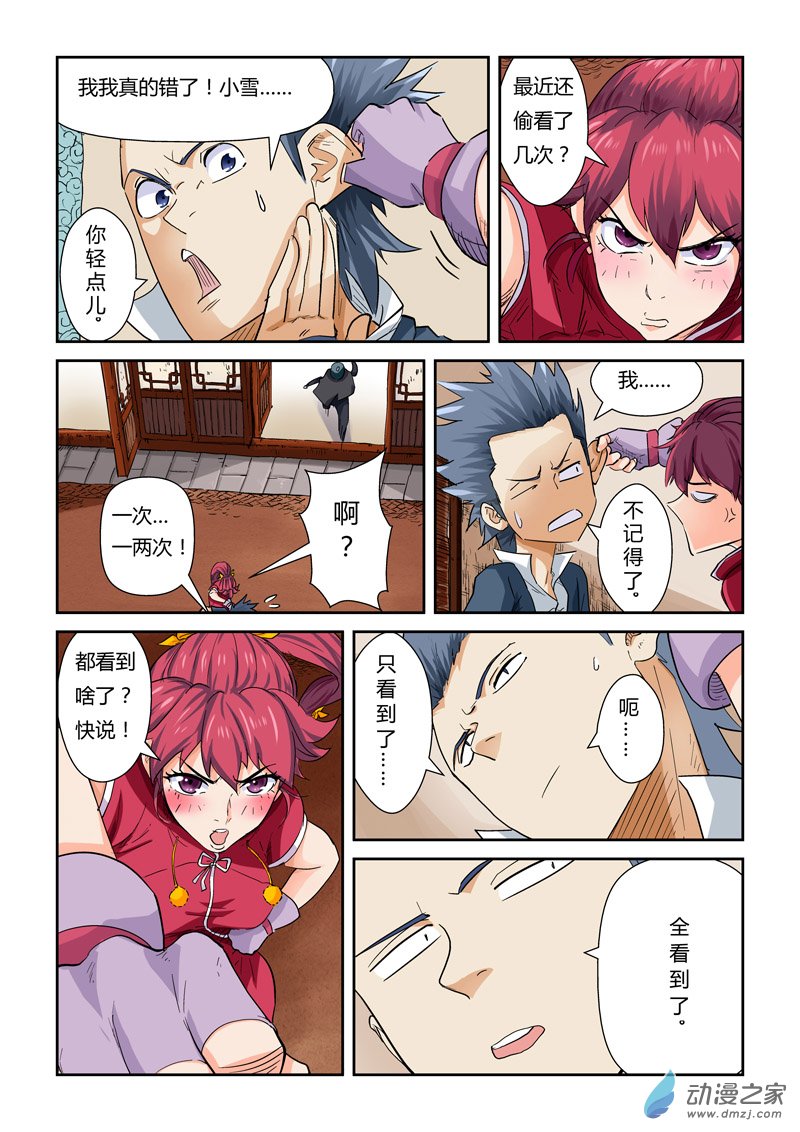 我我真的错了！小雪……
你轻点儿。
最近还
偷看了
几次？
啊？
一次…
一两次！
我……
不记得了。
都看到
啥了？
快说！
呃……
只看到了……
全看到了。
动漫之家
www.dmzj.com